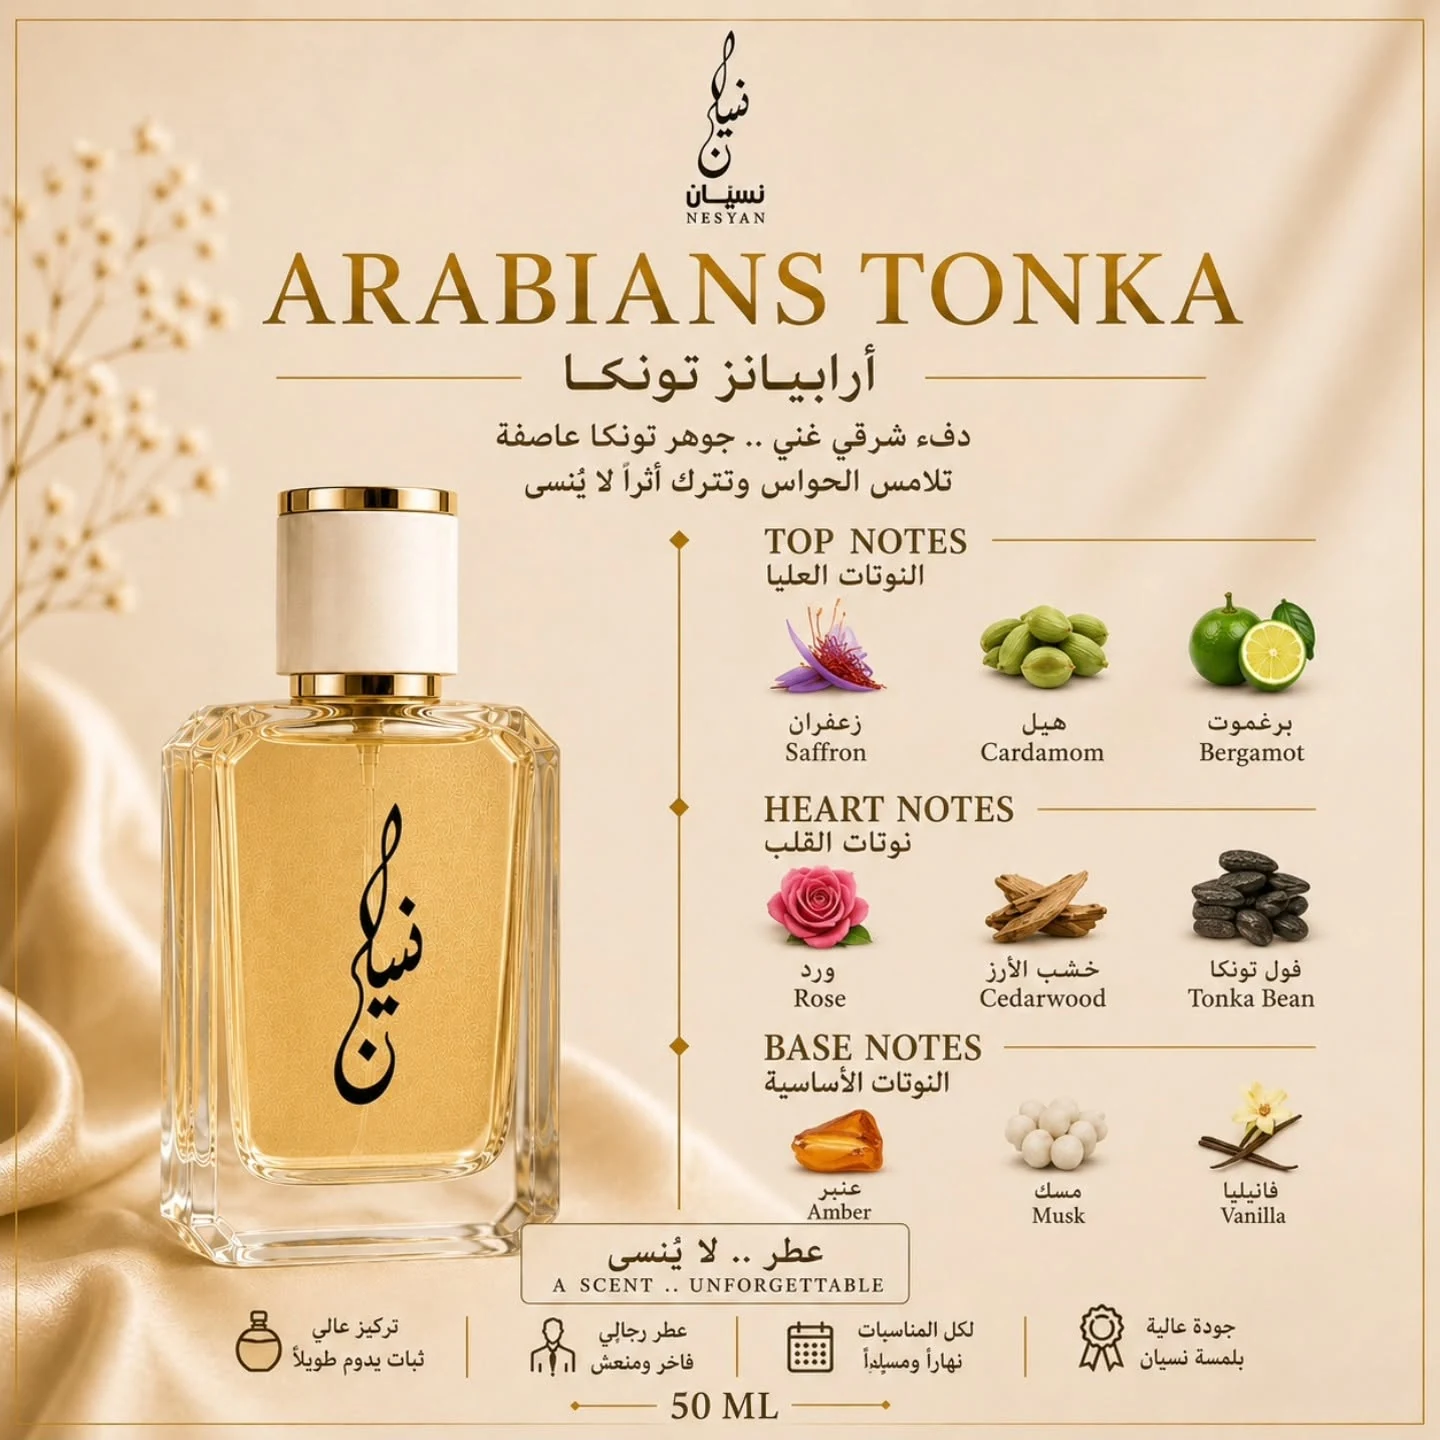 نسيان
نسيـان
NESYAN
ARABIANS TONKA
أرابيـانز تونكـا
دفء شرقي غني .. جوهر تونكا عاصفة
تلامس الحواس وتترك أثراً لا يُنسى
TOP NOTES
النوتات العليا
زعفران
Saffron
هيل
Cardamom
برغموت
Bergamot
HEART NOTES
نوتات القلب
ورد
Rose
خشب الأرز
Cedarwood
فول تونكا
Tonka Bean
BASE NOTES
النوتات الأساسية
عنبر
Amber
مسك
Musk
فانيليا
Vanilla
نسيان
عطر .. لا يُنسى
A SCENT .. UNFORGETTABLE
تركيز عالي
ثبات يدوم طويلاً
عطر رجالي
فاخر ومنعش
لكل المناسبات
نهاراً
جودة عالية
بلمسة نسيان
50 ML